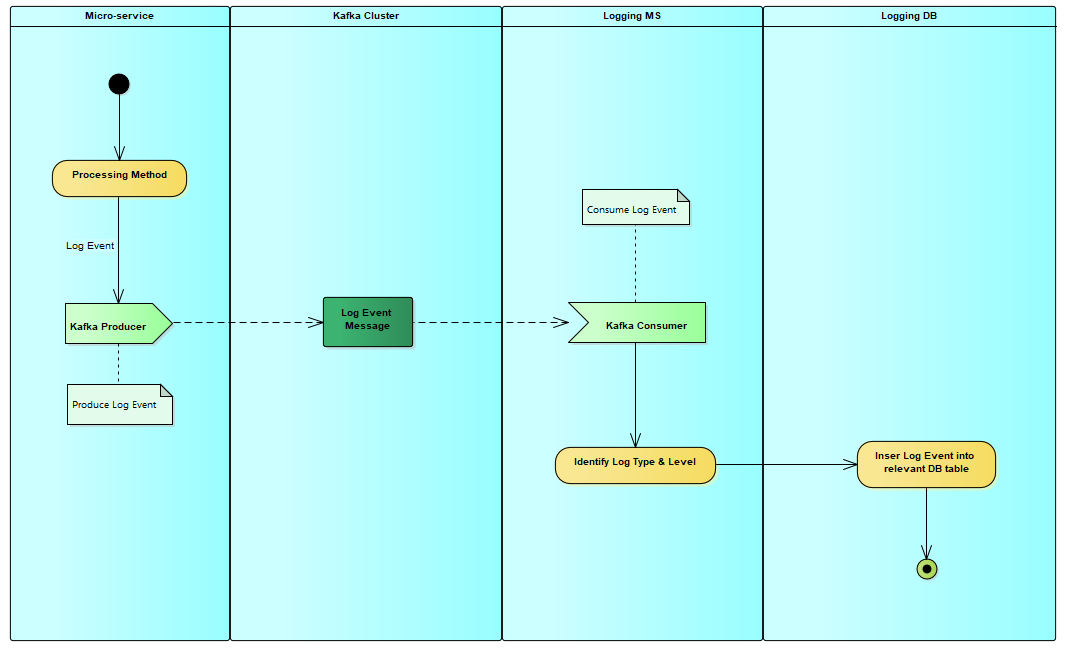 Micro-service
Kafka Cluster
Logging MS
Logging DB
Processing Method
Log Event
Kafka Producer
Produce Log Event
Log Event
Message
Consume Log Event
Kafka Consumer
Identify Log Type & Level
Inser Log Event into
relevant DB table